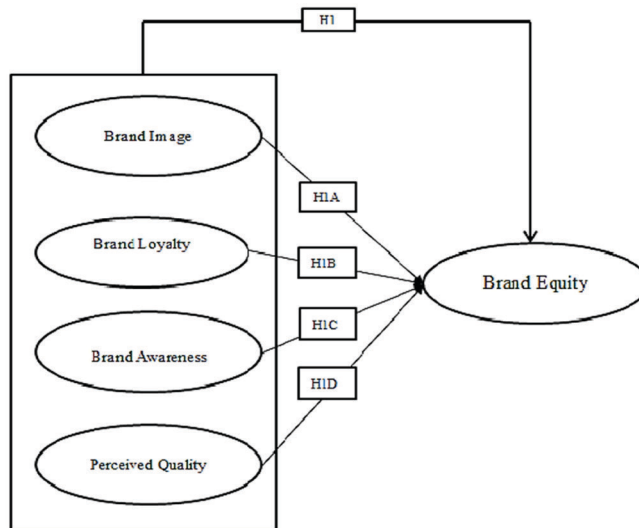 H1
Brand Image
H1A
Brand Loyalty
H1B
Brand Equity
H1C
Brand Awareness
H1D
Perceived Quality